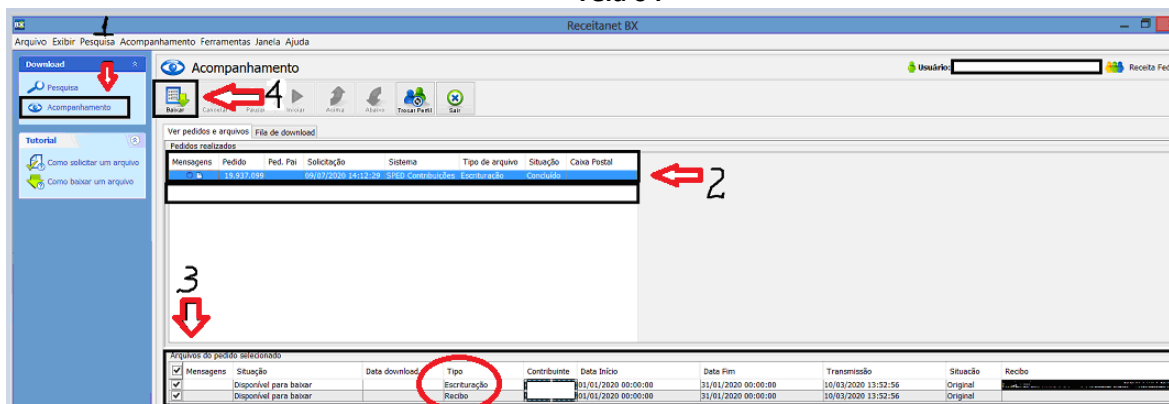 Receitanet BX
1
Arquivo Exibir Pesquisa Acompanhamento Ferramentas Janela Ajuda
Download
Pesquisa
Acompanhamento
Tutorial
Como solicitar um arquivo
Como baixar um arquivo
Acompanhamento
Usuário:
Receita Fed
Baixar
Pausar
Acima
Abaixo
Trocar Perfil
Sair
4
Ver pedidos e arquivos Fila de download
Pedidos realizados
Mensagens Pedido Ped. Pai Solicitação Sistema Tipo de arquivo Situação Caixa Postal
19.937.099 09/07/2020 14:12:29 SPED Contribuições Escrituração Concluído
2
3
Arquivos do pedido selecionado
Mensagens Situação Data download Tipo Contribuinte Data Início Data Fim Transmissão Situação Recibo
Disponível para baixar Escrituração 01/01/2020 00:00:00 31/01/2020 00:00:00 10/03/2020 13:52:56 Original
Disponível para baixar Recibo 01/01/2020 00:00:00 31/01/2020 00:00:00 10/03/2020 13:52:56 Original